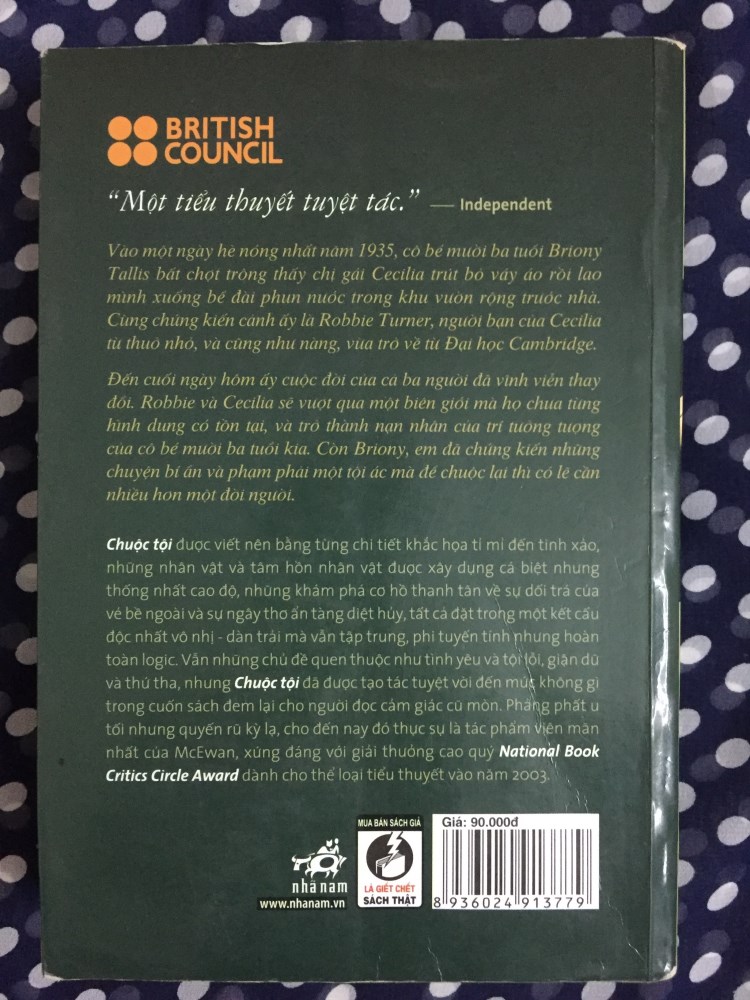 BRITISH
COUNCIL
“Một tiểu thuyết tuyệt tác.” — Independent
Vào một ngày hè nóng nhất năm 1935, cô bé mười ba tuổi Briony
Tallis bất chợt trông thấy chị gái Cecilia trút bỏ váy áo rồi lao
mình xuống bể đài phun nước trong khu vườn rộng trước nhà.
Cùng chứng kiến cảnh ấy là Robbie Turner, người bạn của Cecilia
từ thuở nhỏ, và cũng như nàng, vừa trở về từ Đại học Cambridge.
Đến cuối ngày hôm ấy cuộc đời của cả ba người đã vĩnh viễn thay
đổi. Robbie và Cecilia sẽ vượt qua một biên giới mà họ chưa từng
hình dung có tồn tại, và trở thành nạn nhân của trí tưởng tượng
của cô bé mười ba tuổi kia. Còn Briony, em đã chứng kiến những
chuyện bí ẩn và phạm phải một tội ác mà để chuộc lại thì có lẽ cần
nhiều hơn một đời người.
Chuộc tội được viết nên bằng từng chi tiết khắc họa tỉ mỉ đến tinh xảo,
những nhân vật và tâm hồn nhân vật được xây dựng cá biệt nhưng
thống nhất cao độ, những khám phá cơ hồ thanh tân về sự dối trá của
vẻ bề ngoài và sự ngây thơ ẩn tàng diệt hủy, tất cả đặt trong một kết cấu
độc nhất vô nhị - dàn trải mà vẫn tập trung, phi tuyến tính nhưng hoàn
toàn logic. Vẫn những chủ đề quen thuộc như tình yêu và tội lỗi, giận dữ
và thứ tha, nhưng Chuộc tội đã được tạo tác tuyệt vời đến mức không gì
trong cuốn sách đem lại cho người đọc cảm giác cũ mòn. Phảng phất u
tối nhưng quyến rũ kỳ lạ, cho đến nay đó thực sự là tác phẩm viên mãn
nhất của McEwan, xứng đáng với giải thưởng cao quý National Book
Critics Circle Award dành cho thể loại tiểu thuyết vào năm 2003.
nhã nam
www.nhanam.vn
MUA BÁN SÁCH GIẢ
LÀ GIẾT CHẾT
SÁCH THẬT
Giá: 90.000đ
8 936024 913779